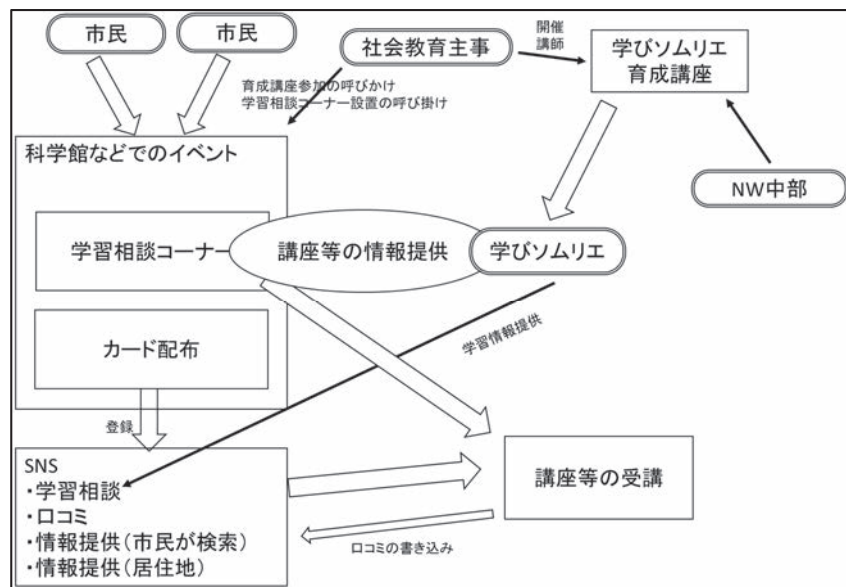 市民
市民
社会教育主事
開催
講師
学びソムリエ
育成講座
育成講座参加の呼びかけ
学習相談コーナー設置の呼び掛け
科学館などでのイベント
NW中部
学習相談コーナー
講座等の情報提供
学びソムリエ
カード配布
学習情報提供
登録
SNS
・学習相談
・口コミ
・情報提供(市民が検索)
・情報提供(居住地)
講座等の受講
口コミの書き込み